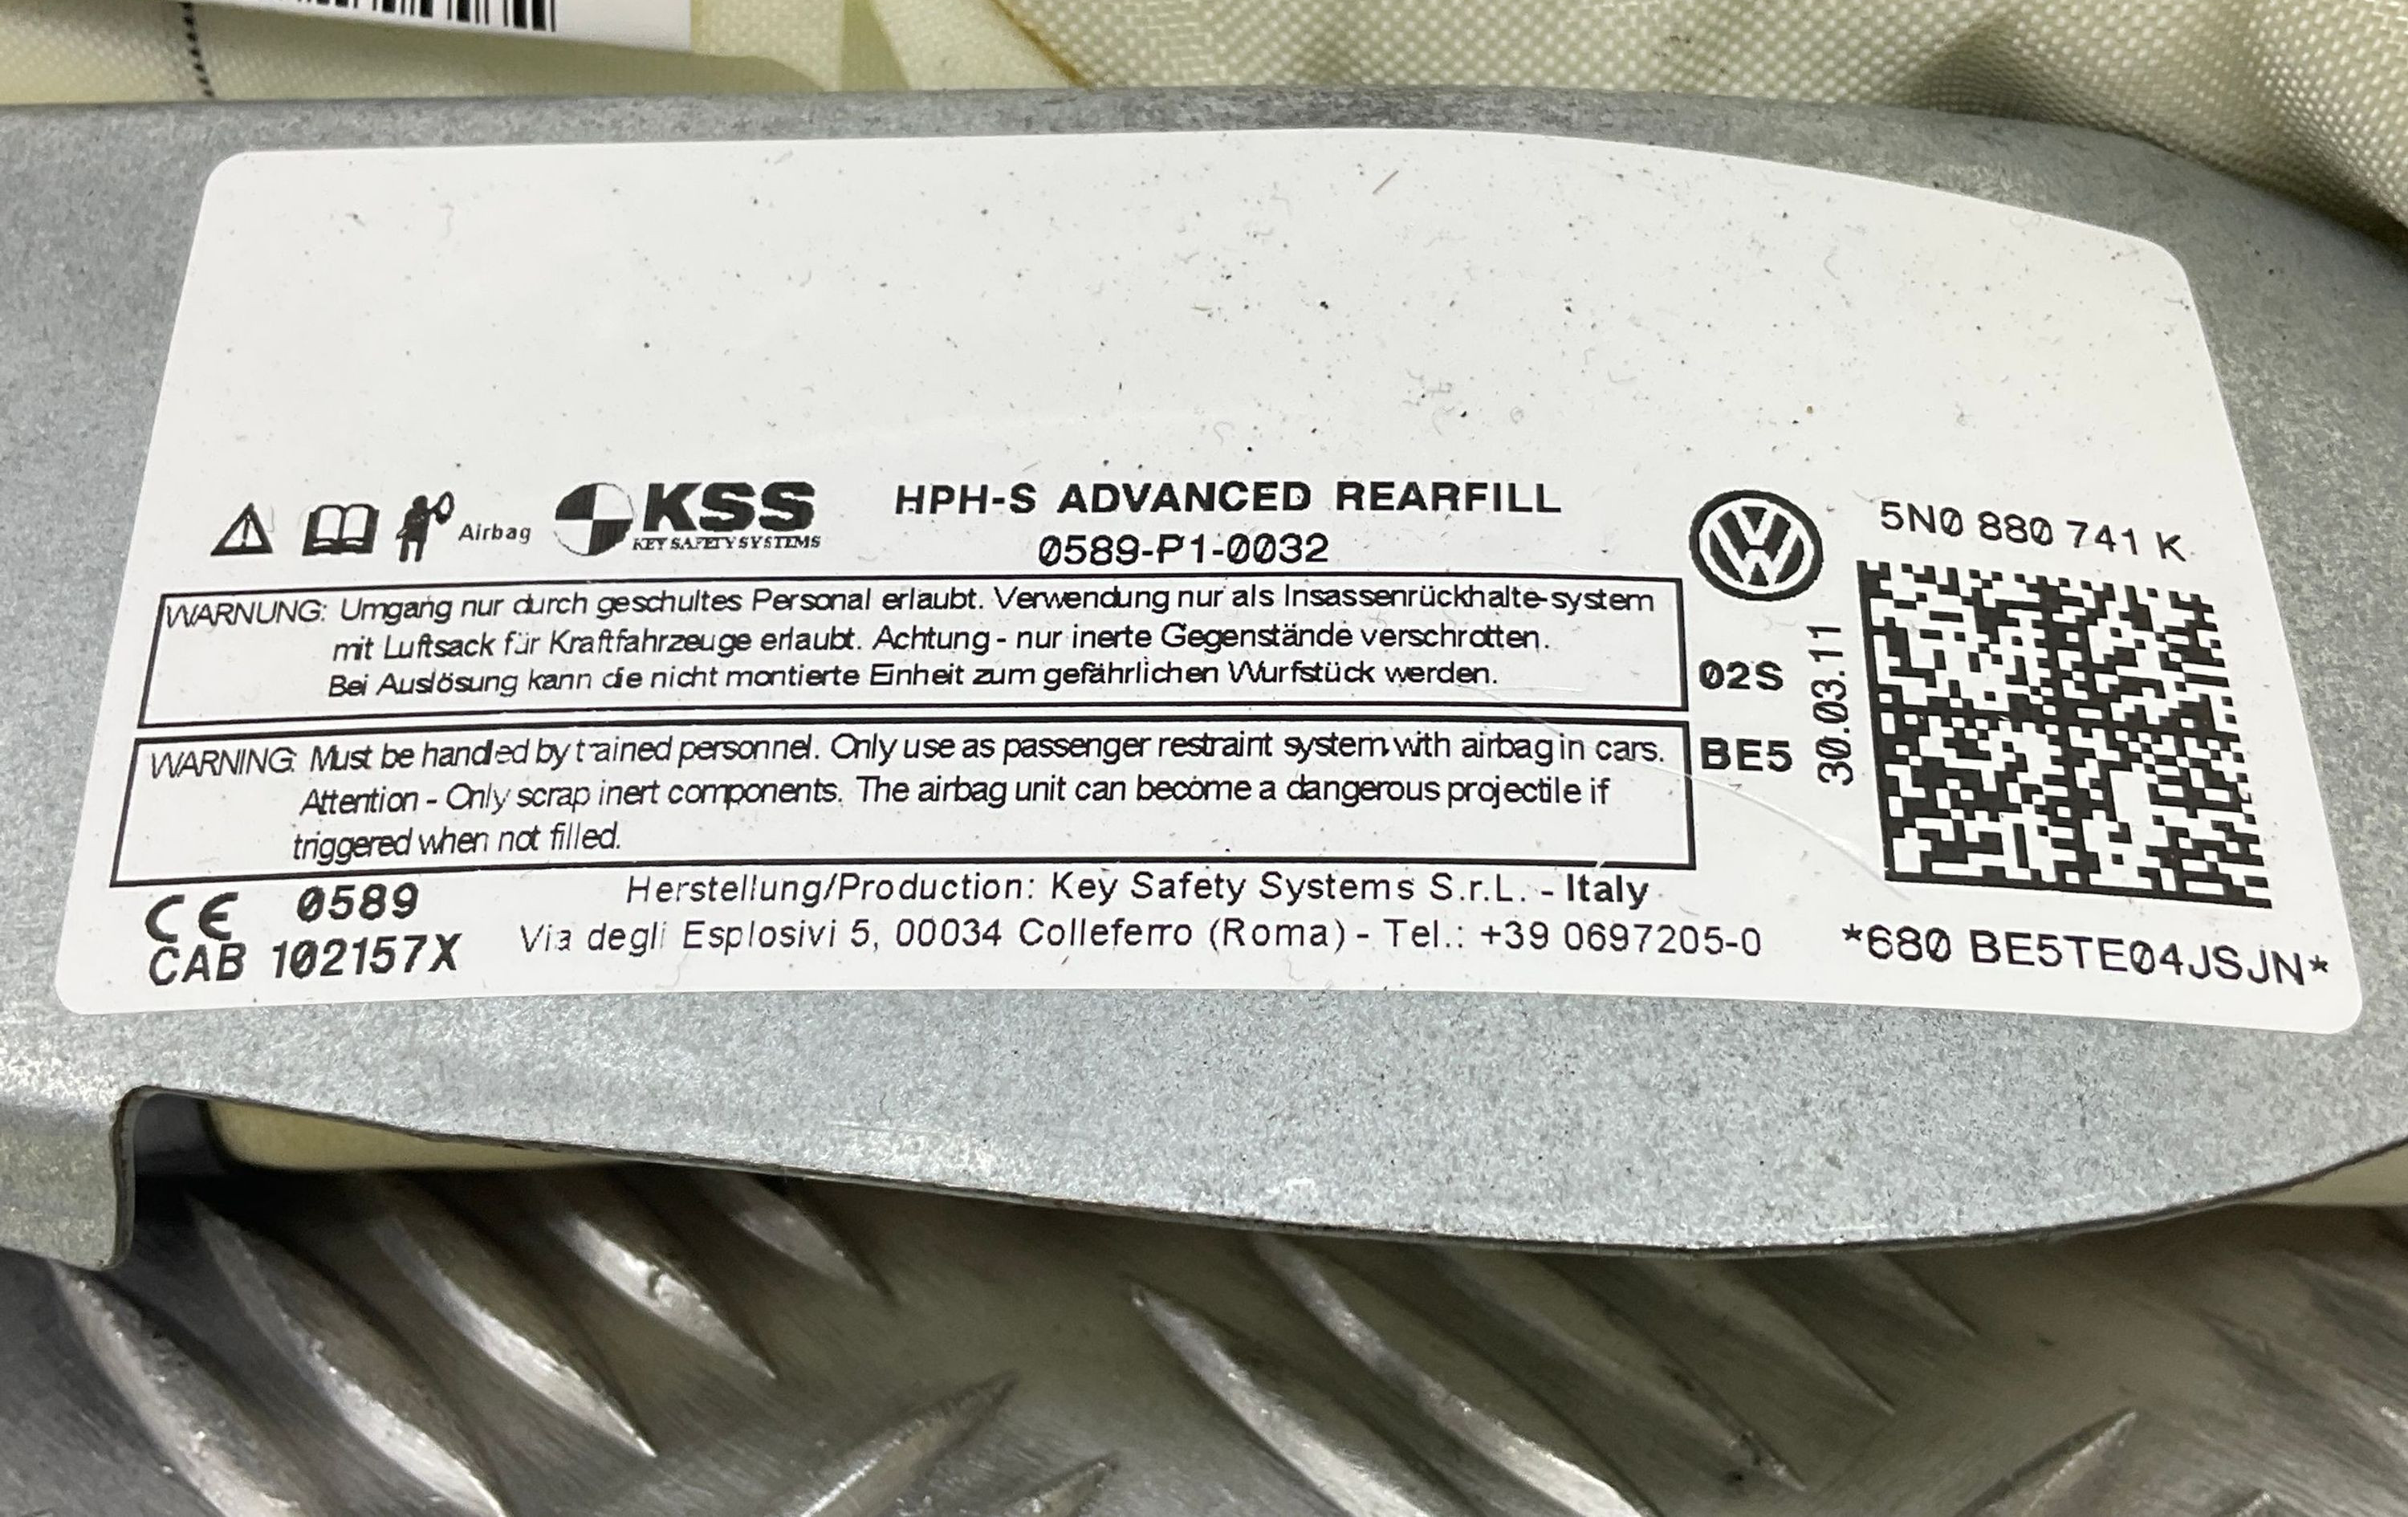 Airbag
KSS
KEY SAFETY SYSTEMS
HPH-S ADVANCED REARFILL
0589-P1-0032
WARNUNG: Umgang nur durch geschultes Personal erlaubt. Verwendung nur als Insassenrückhalte-system
mit Luftsack für Kraftfahrzeuge erlaubt. Achtung - nur inerte Gegenstände verschrotten.
Bei Auslösung kann die nicht montierte Einheit zum gefährlichen Wurfstück werden.
WARNING: Must be handled by trained personnel. Only use as passenger restraint system with airbag in cars.
Attention - Only scrap inert components. The airbag unit can become a dangerous projectile if
triggered when not filled.
CE 0589
CAB 102157X
Herstellung/Production: Key Safety Systems S.r.L. - Italy
Via degli Esplosivi 5, 00034 Colleferro (Roma) - Tel.: +39 0697205-0
VW
5N0 880 741 K
02S
BE5
30.03.11
*680 BE5TE04JSJN*